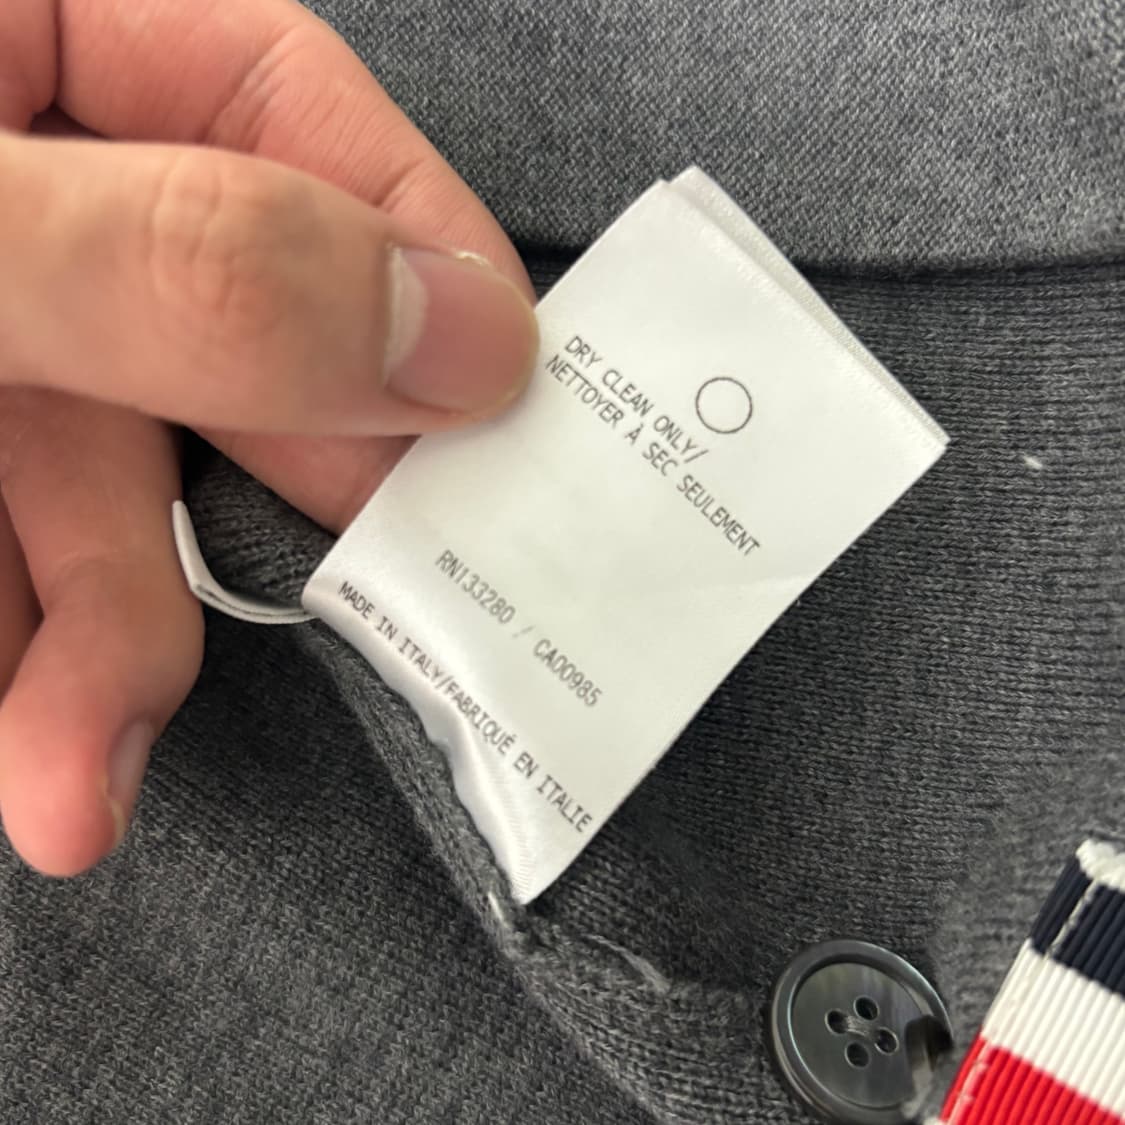 DRY CLEAN ONLY/
NETTOYER À SEC SEULEMENT
RN133280 / CA00985
MADE IN ITALY/FABRIQUÉ EN ITALIE